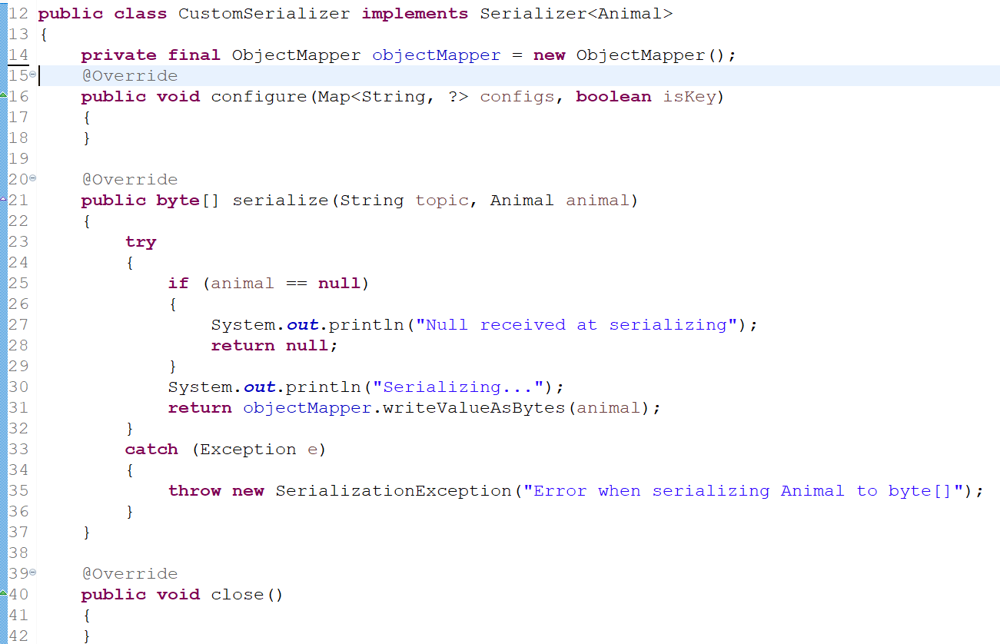 12 public class CustomSerializer implements Serializer<Animal>
13 {
14     private final ObjectMapper objectMapper = new ObjectMapper();
15     @Override
16     public void configure(Map<String, ?> configs, boolean isKey)
17     {
18     }
19
20     @Override
21     public byte[] serialize(String topic, Animal animal)
22     {
23         try
24         {
25             if (animal == null)
26             {
27                 System.out.println("Null received at serializing");
28                 return null;
29             }
30             System.out.println("Serializing...");
31             return objectMapper.writeValueAsBytes(animal);
32         }
33         catch (Exception e)
34         {
35             throw new SerializationException("Error when serializing Animal to byte[]");
36         }
37     }
38
39     @Override
40     public void close()
41     {
42     }